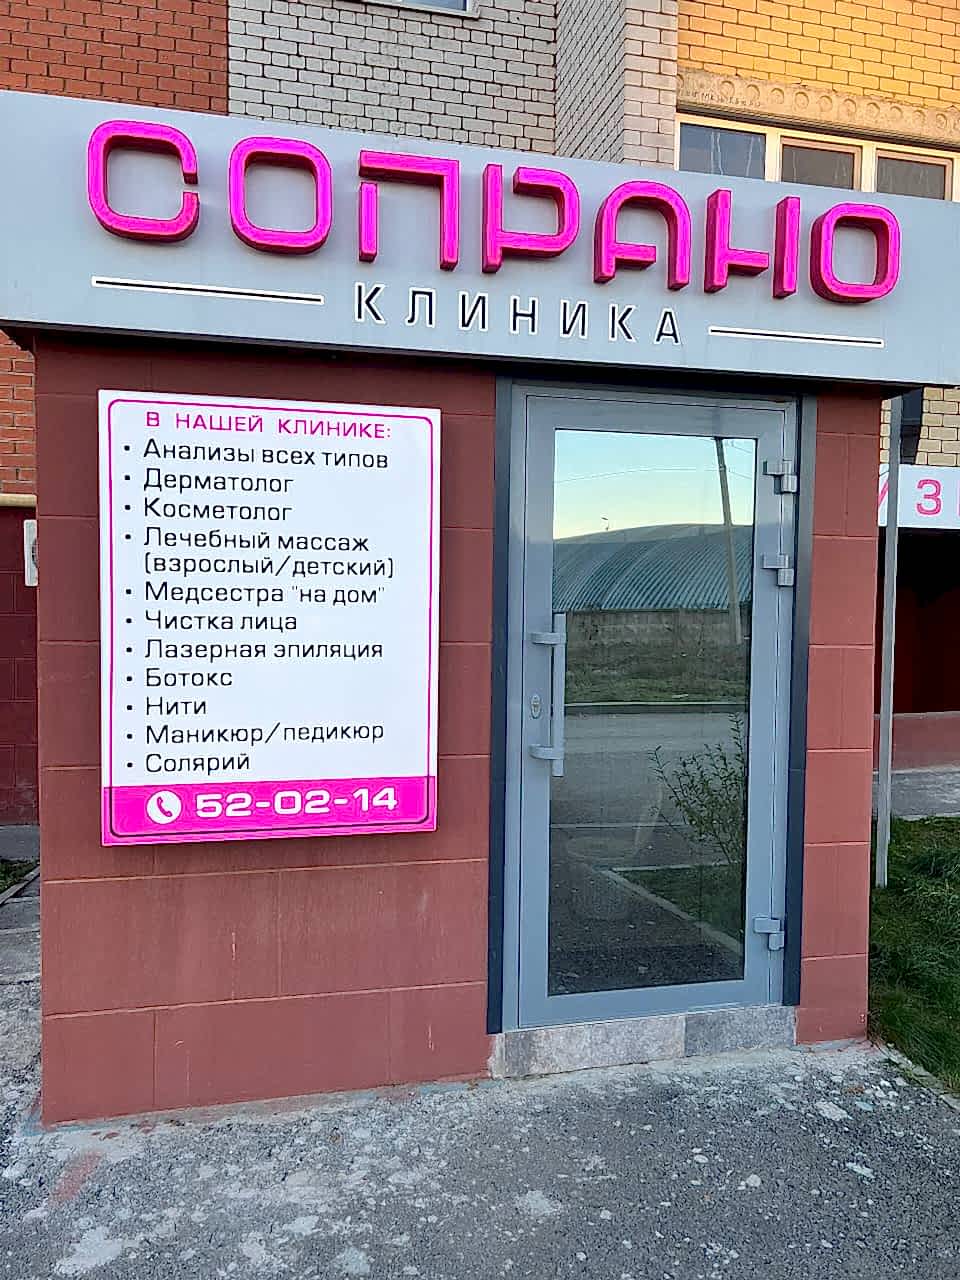 СОПРАНО
КЛИНИКА
В НАШЕЙ КЛИНИКЕ:
• Анализы всех типов
• Дерматолог
• Косметолог
• Лечебный массаж
(взрослый/детский)
• Медсестра "на дом"
• Чистка лица
• Лазерная эпиляция
• Ботокс
• Нити
• Маникюр/педикюр
• Солярий
52-02-14